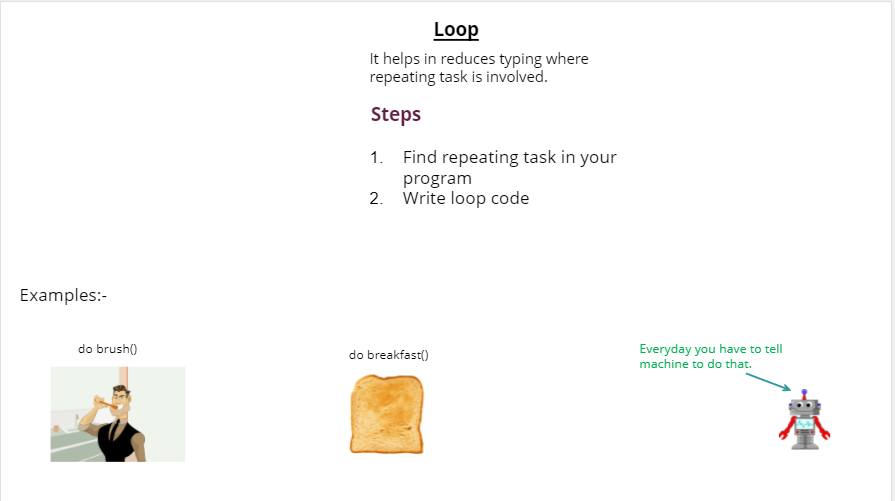 Loop
It helps in reduces typing where
repeating task is involved.
Steps
1. Find repeating task in your
program
2. Write loop code
Examples:-
do brush()
do breakfast()
Everyday you have to tell
machine to do that.